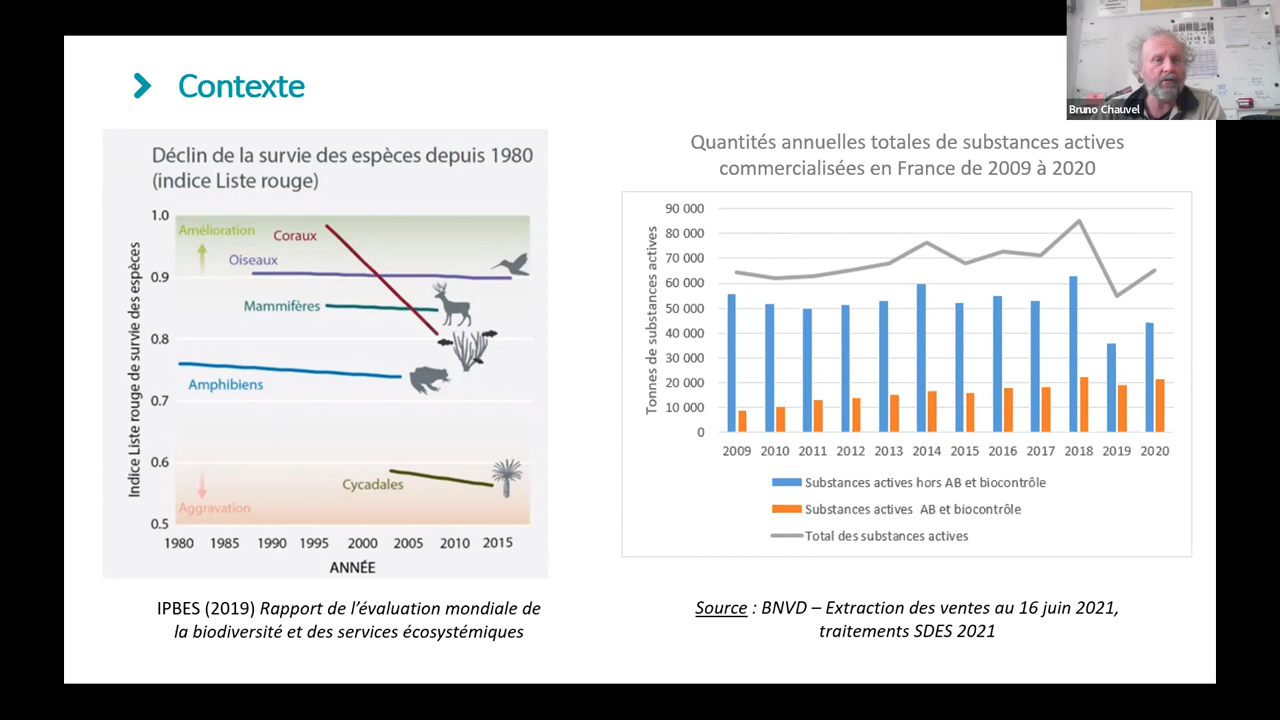 Contexte
Bruno Chauvel
Déclin de la survie des espèces depuis 1980
(indice Liste rouge)
Indice Liste rouge de survie des espèces
1.0
0.9
0.8
0.7
0.6
0.5
Amélioration
Coraux
Oiseaux
Mammifères
Amphibiens
Cycadales
Aggravation
1980 1985 1990 1995 2000 2005 2010 2015
ANNÉE
IPBES (2019) Rapport de l'évaluation mondiale de
la biodiversité et des services écosystémiques
Quantités annuelles totales de substances actives
commercialisées en France de 2009 à 2020
Tonnes de substances actives
90 000
80 000
70 000
60 000
50 000
40 000
30 000
20 000
10 000
0
2009 2010 2011 2012 2013 2014 2015 2016 2017 2018 2019 2020
Substances actives hors AB et biocontrôle
Substances actives AB et biocontrôle
Total des substances actives
Source : BNVD – Extraction des ventes au 16 juin 2021,
traitements SDES 2021